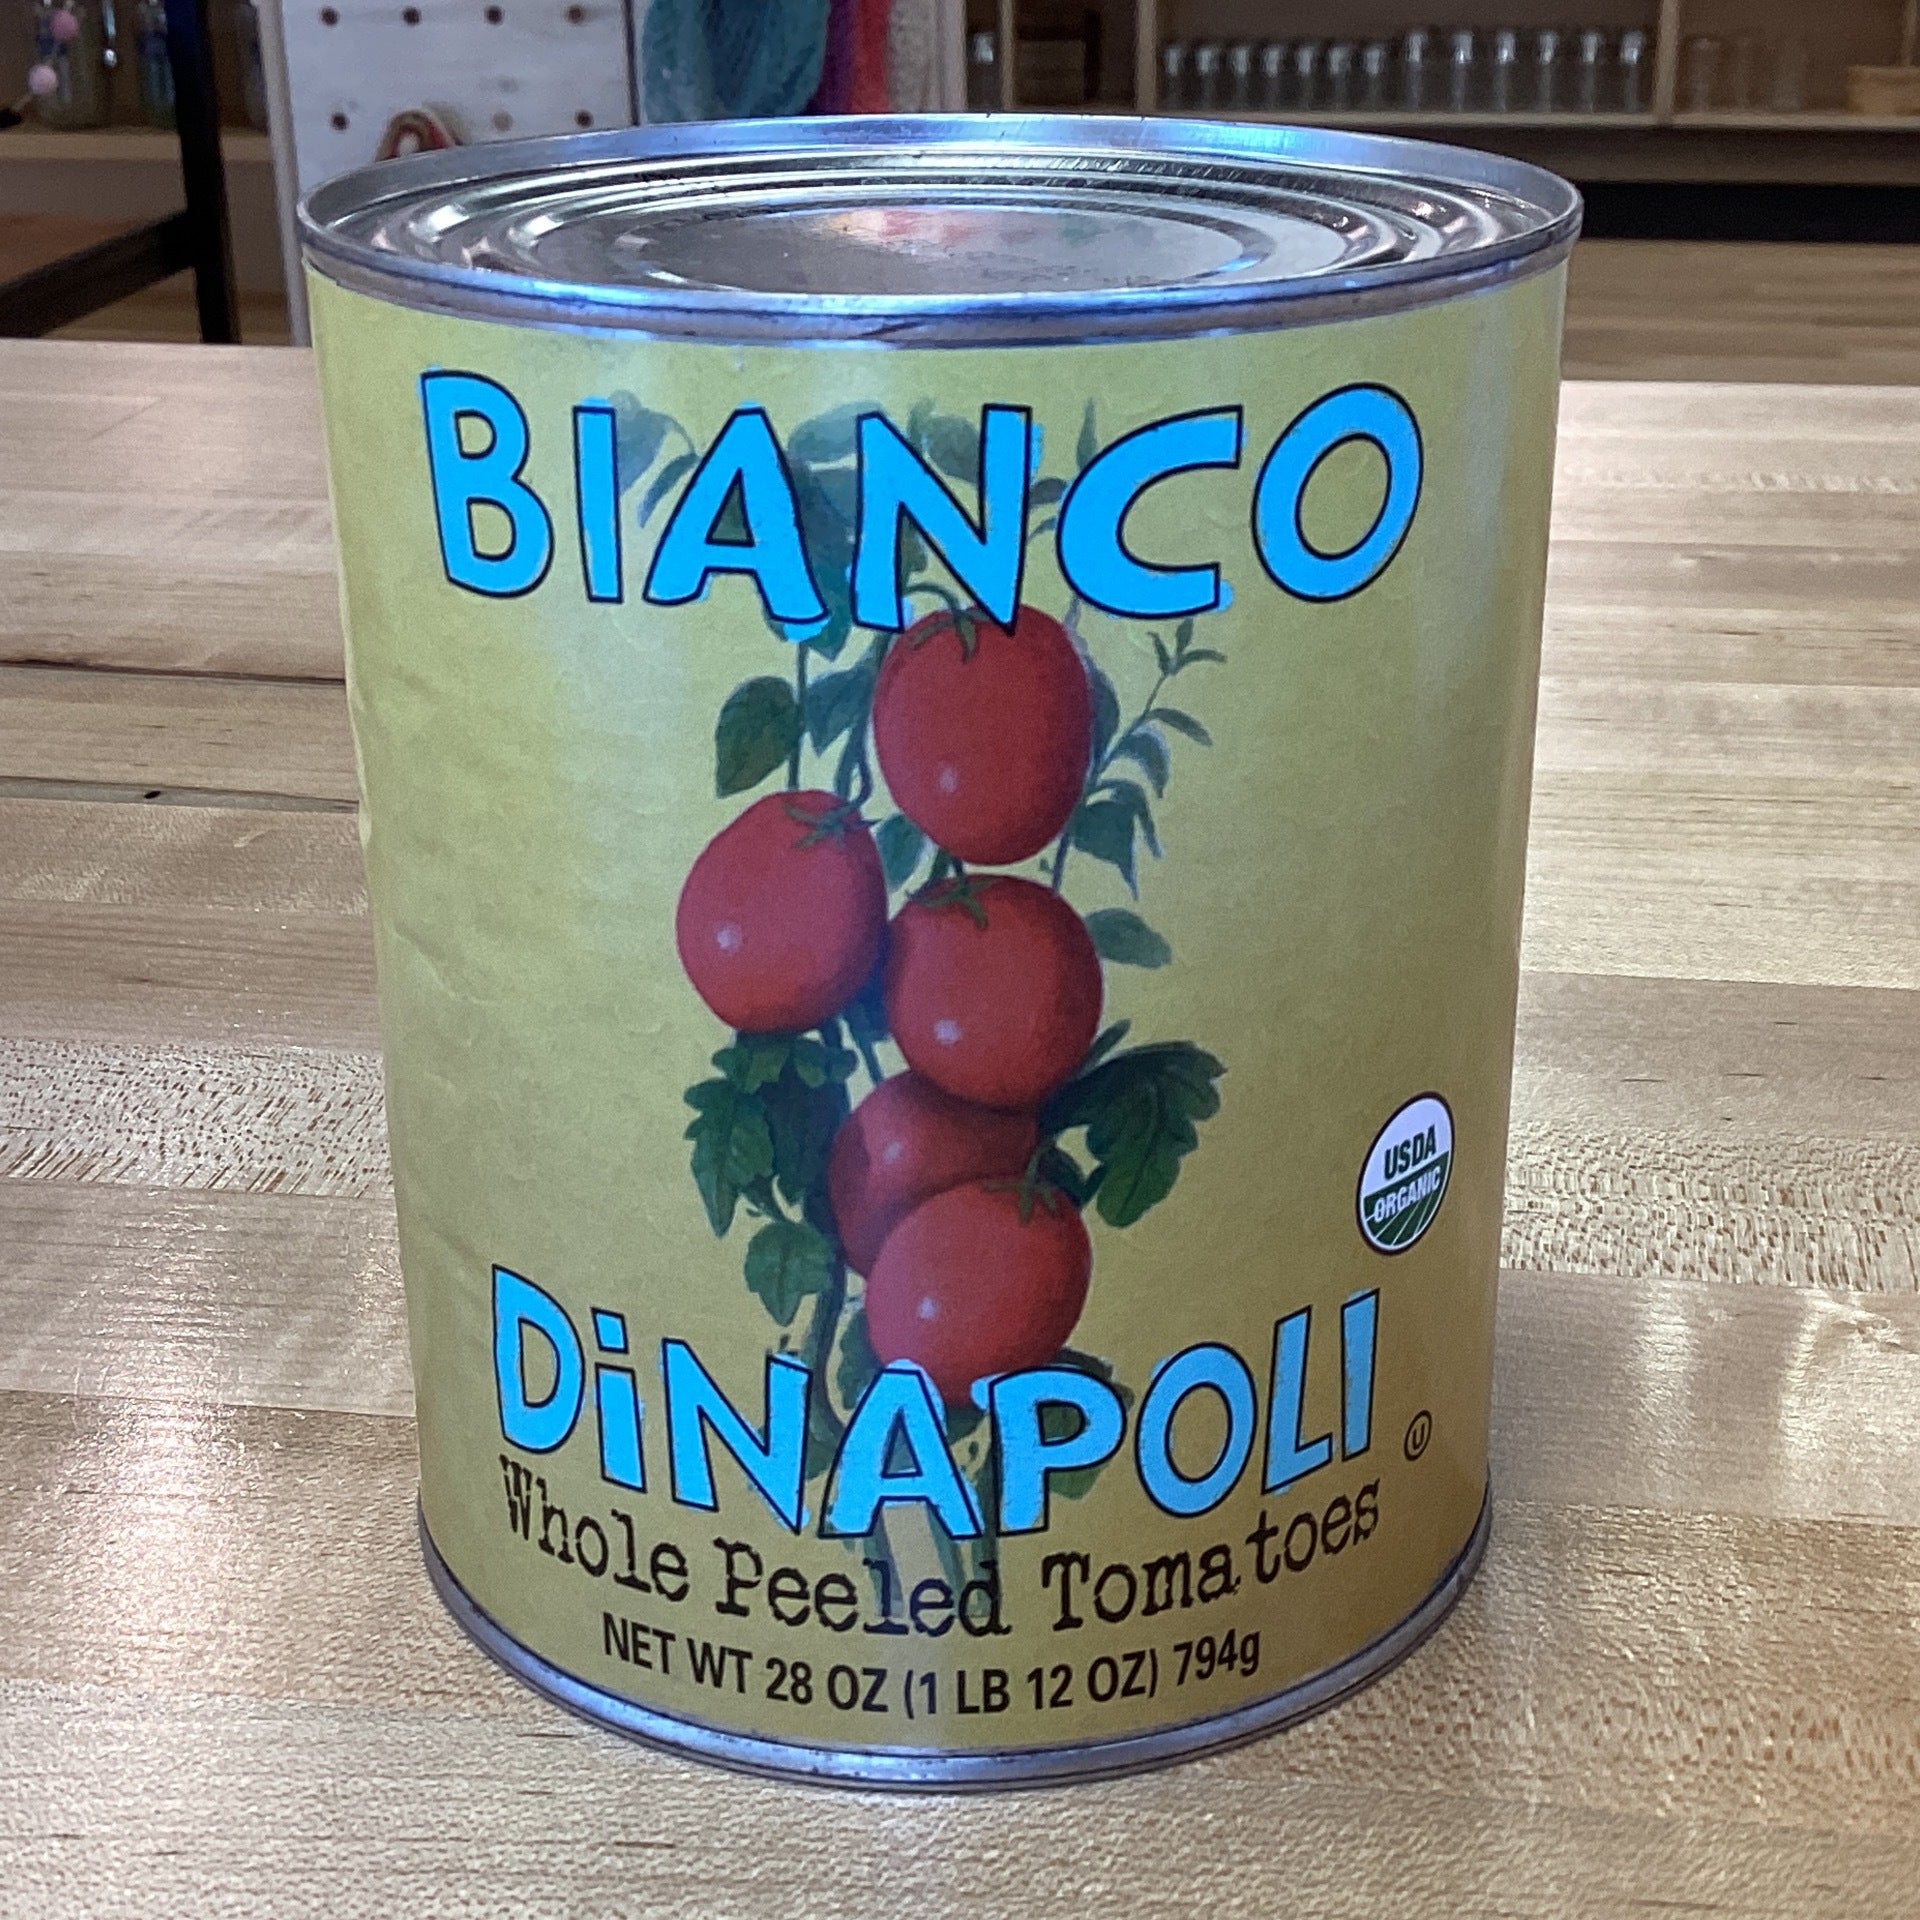 BIANCO
USDA
ORGANIC
DiNAPOLI
U
Whole Peeled Tomatoes
NET WT 28 OZ (1 LB 12 OZ) 794g